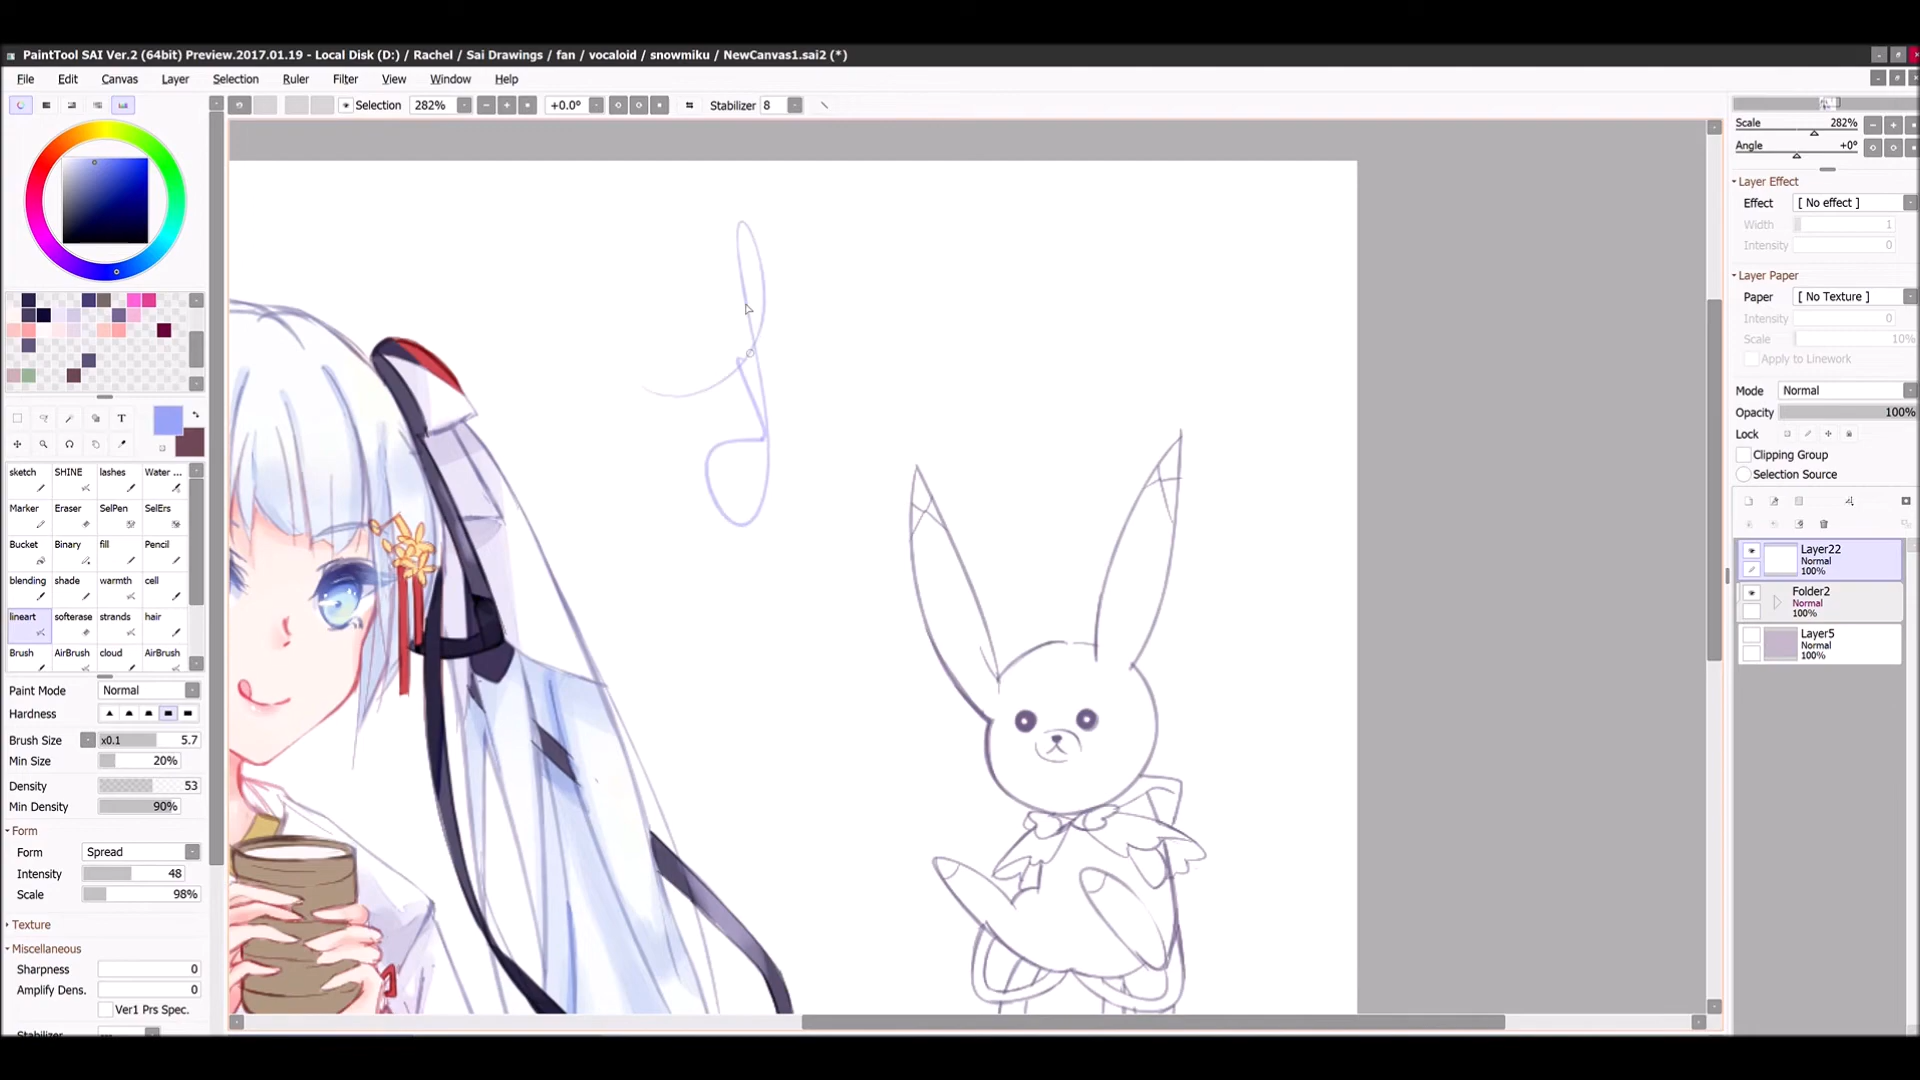 PaintTool SAI Ver.2 (64bit) Preview.2017.01.19 - Local Disk (D:) / Rachel / Sai Drawings / fan / vocaloid / snowmiku / NewCanvas1.sai2 (*)
File Edit Canvas Layer Selection Ruler Filter View Window Help
Selection 282% +0.0° Stabilizer 8
Scale 282%
Angle +0°
Layer Effect
Effect [ No effect ]
Width 1
Intensity 0
Layer Paper
Paper [ No Texture ]
Intensity 0
Scale 10%
Apply to Linework
Mode Normal
Opacity 100%
Lock
Clipping Group
Selection Source
Layer22
Normal
100%
Folder2
Normal
100%
Layer5
Normal
100%
T
sketch SHINE lashes Water ...
Marker Eraser SelPen SelErs
Bucket Binary fill Pencil
blending shade warmth cell
lineart softerase strands hair
Brush AirBrush cloud AirBrush
Paint Mode Normal
Hardness
Brush Size x0.1 5.7
Min Size 20%
Density 53
Min Density 90%
Form
Form Spread
Intensity 48
Scale 98%
Texture
Miscellaneous
Sharpness 0
Amplify Dens. 0
Ver1 Prs Spec.
Stabilizer